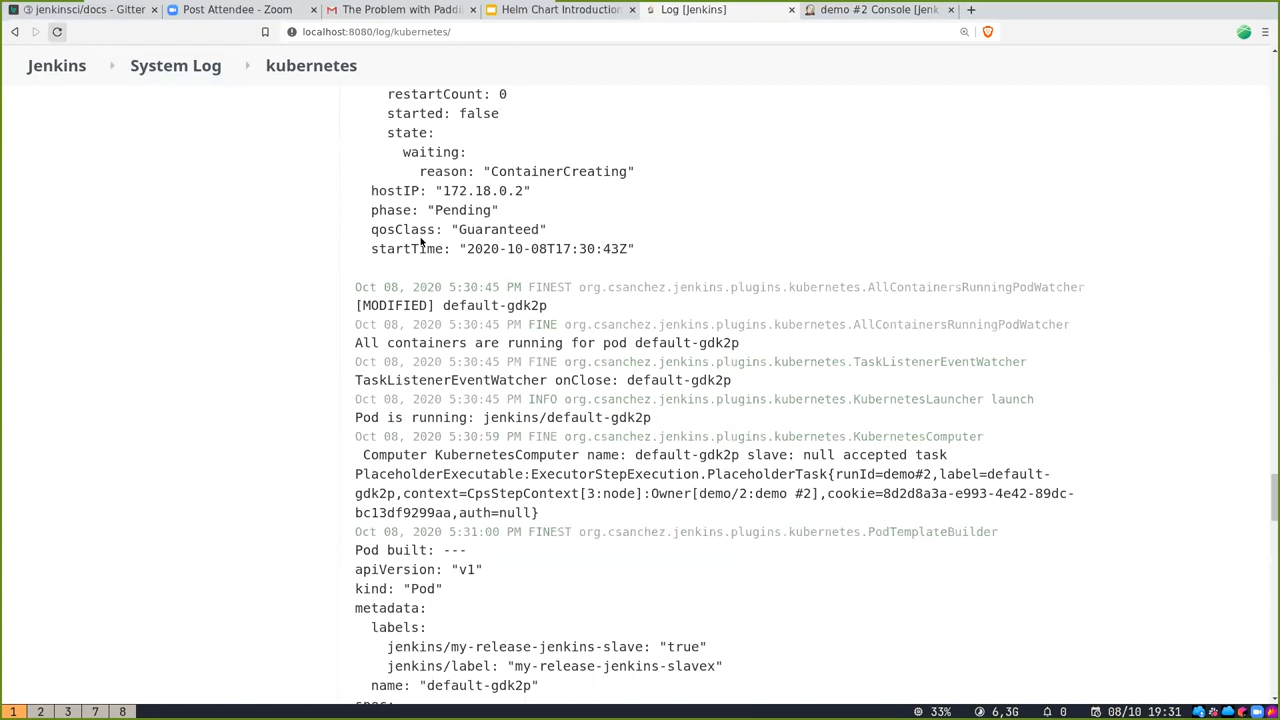 ③ jenkinsci/docs - Gitter
Post Attendee - Zoom
The Problem with Paddi
Helm Chart Introduction
Log [Jenkins]
demo #2 Console [Jenk
localhost:8080/log/kubernetes/
Jenkins
System Log
kubernetes
restartCount: 0
started: false
state:
waiting:
reason: "ContainerCreating"
hostIP: "172.18.0.2"
phase: "Pending"
qosClass: "Guaranteed"
startTime: "2020-10-08T17:30:43Z"
Oct 08, 2020 5:30:45 PM FINEST org.csanchez.jenkins.plugins.kubernetes.AllContainersRunningPodWatcher
[MODIFIED] default-gdk2p
Oct 08, 2020 5:30:45 PM FINE org.csanchez.jenkins.plugins.kubernetes.AllContainersRunningPodWatcher
All containers are running for pod default-gdk2p
Oct 08, 2020 5:30:45 PM FINE org.csanchez.jenkins.plugins.kubernetes.TaskListenerEventWatcher
TaskListenerEventWatcher onClose: default-gdk2p
Oct 08, 2020 5:30:45 PM INFO org.csanchez.jenkins.plugins.kubernetes.KubernetesLauncher launch
Pod is running: jenkins/default-gdk2p
Oct 08, 2020 5:30:59 PM FINE org.csanchez.jenkins.plugins.kubernetes.KubernetesComputer
Computer KubernetesComputer name: default-gdk2p slave: null accepted task
PlaceholderExecutable:ExecutorStepExecution.PlaceholderTask{runId=demo#2,label=default-
gdk2p,context=CpsStepContext[3:node]:Owner[demo/2:demo #2],cookie=8d2d8a3a-e993-4e42-89dc-
bc13df9299aa,auth=null}
Oct 08, 2020 5:31:00 PM FINEST org.csanchez.jenkins.plugins.kubernetes.PodTemplateBuilder
Pod built: ---
apiVersion: "v1"
kind: "Pod"
metadata:
labels:
jenkins/my-release-jenkins-slave: "true"
jenkins/label: "my-release-jenkins-slavex"
name: "default-gdk2p"
spec:
1 2 3 7 8
33% 6,3G 0 08/10 19:31